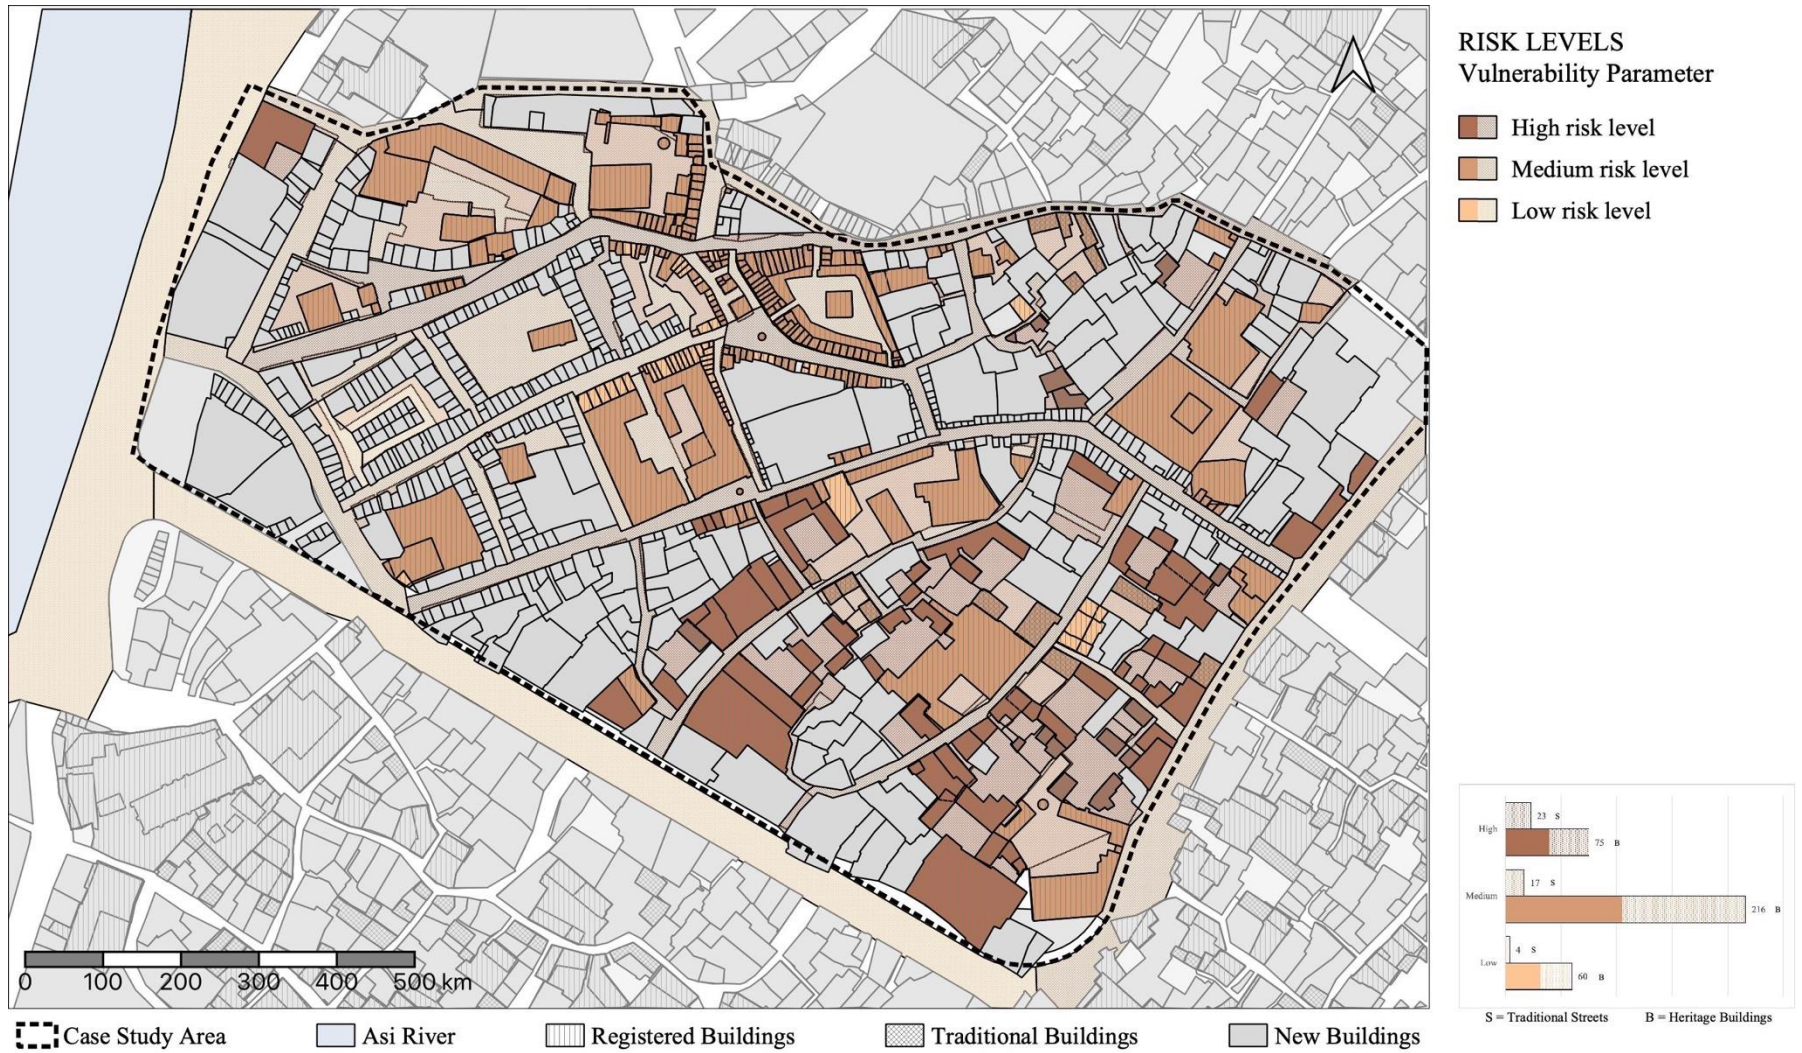 RISK LEVELS
Vulnerability Parameter
High risk level
Medium risk level
Low risk level
High
23 S
75 B
Medium
17 S
216 B
Low
4 S
60 B
S = Traditional Streets B = Heritage Buildings
0 100 200 300 400 500 km
Case Study Area Asi River Registered Buildings Traditional Buildings New Buildings